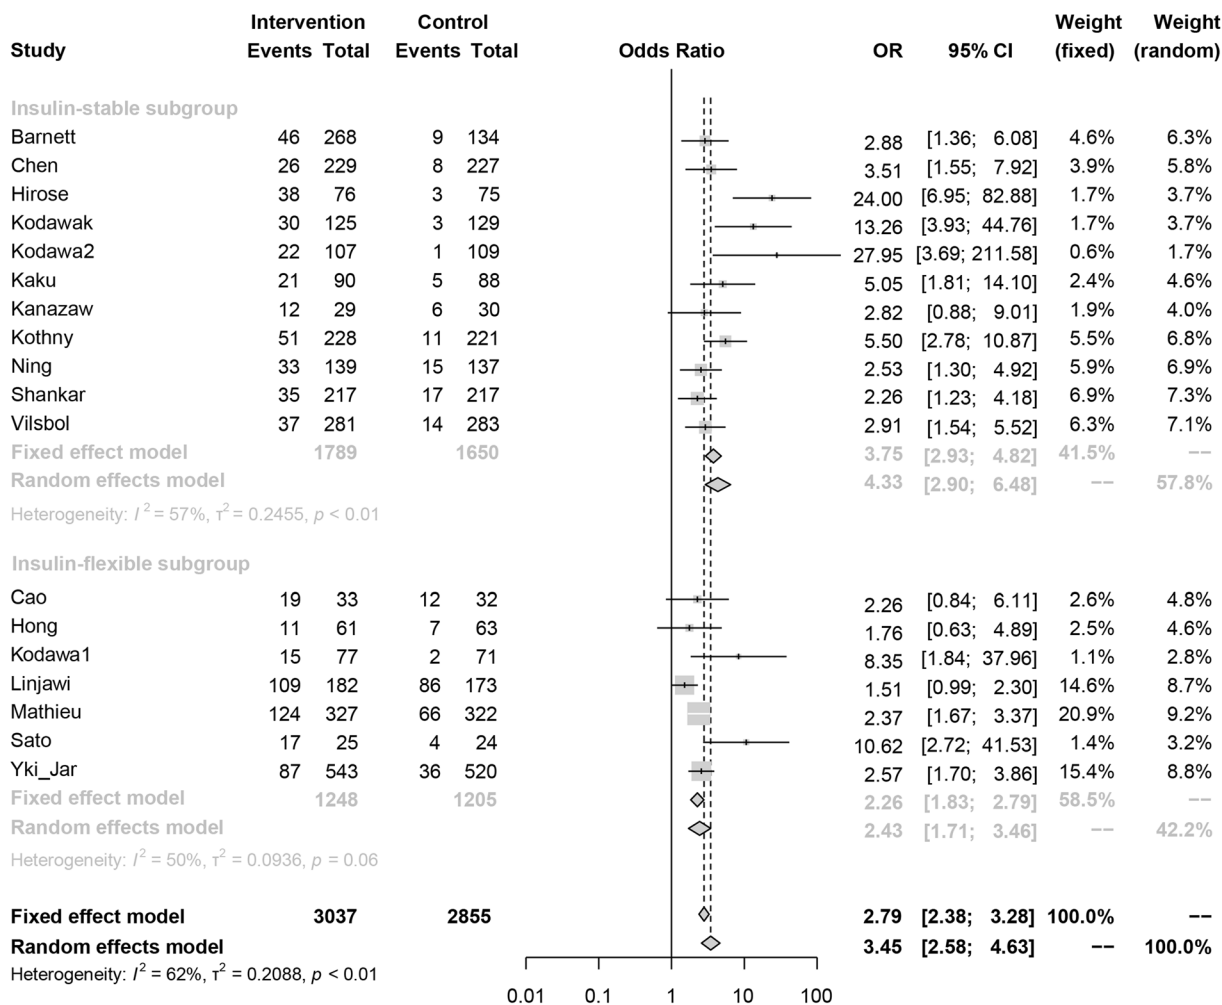 Intervention Control Weight Weight
Study Events Total Events Total Odds Ratio OR 95% CI (fixed) (random)
Insulin-stable subgroup
Barnett 46 268 9 134 2.88 [1.36; 6.08] 4.6% 6.3%
Chen 26 229 8 227 3.51 [1.55; 7.92] 3.9% 5.8%
Hirose 38 76 3 75 24.00 [6.95; 82.88] 1.7% 3.7%
Kodawak 30 125 3 129 13.26 [3.93; 44.76] 1.7% 3.7%
Kodawa2 22 107 1 109 27.95 [3.69; 211.58] 0.6% 1.7%
Kaku 21 90 5 88 5.05 [1.81; 14.10] 2.4% 4.6%
Kanazaw 12 29 6 30 2.82 [0.88; 9.01] 1.9% 4.0%
Kothny 51 228 11 221 5.50 [2.78; 10.87] 5.5% 6.8%
Ning 33 139 15 137 2.53 [1.30; 4.92] 5.9% 6.9%
Shankar 35 217 17 217 2.26 [1.23; 4.18] 6.9% 7.3%
Vilsbol 37 281 14 283 2.91 [1.54; 5.52] 6.3% 7.1%
Fixed effect model 1789 1650 3.75 [2.93; 4.82] 41.5% −−
Random effects model 4.33 [2.90; 6.48] −− 57.8%
Heterogeneity: I² = 57%, τ² = 0.2455, p < 0.01
Insulin-flexible subgroup
Cao 19 33 12 32 2.26 [0.84; 6.11] 2.6% 4.8%
Hong 11 61 7 63 1.76 [0.63; 4.89] 2.5% 4.6%
Kodawa1 15 77 2 71 8.35 [1.84; 37.96] 1.1% 2.8%
Linjawi 109 182 86 173 1.51 [0.99; 2.30] 14.6% 8.7%
Mathieu 124 327 66 322 2.37 [1.67; 3.37] 20.9% 9.2%
Sato 17 25 4 24 10.62 [2.72; 41.53] 1.4% 3.2%
Yki_Jar 87 543 36 520 2.57 [1.70; 3.86] 15.4% 8.8%
Fixed effect model 1248 1205 2.26 [1.83; 2.79] 58.5% −−
Random effects model 2.43 [1.71; 3.46] −− 42.2%
Heterogeneity: I² = 50%, τ² = 0.0936, p = 0.06
Fixed effect model 3037 2855 2.79 [2.38; 3.28] 100.0% −−
Random effects model 3.45 [2.58; 4.63] −− 100.0%
Heterogeneity: I² = 62%, τ² = 0.2088, p < 0.01
0.01 0.1 1 10 100